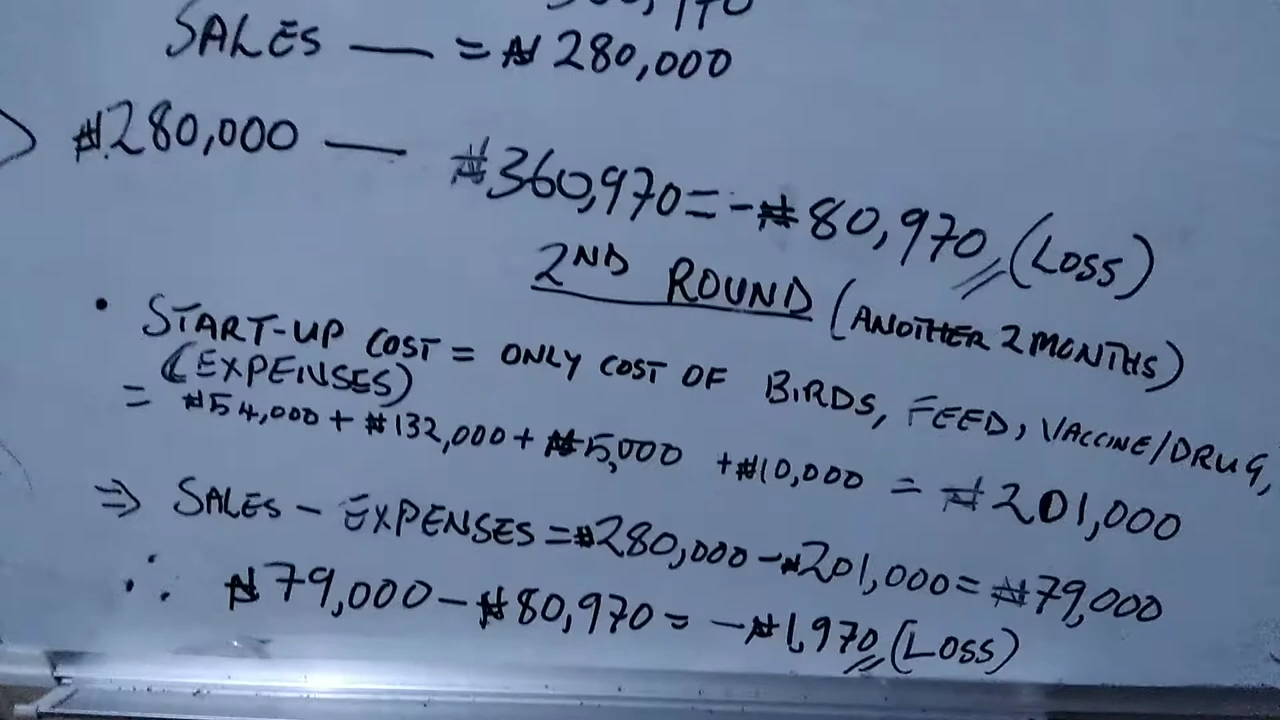 SALES — = ₦280,000
₦280,000 — ₦360,970 = -₦80,970 (LOSS)
2ND ROUND (ANOTHER 2 MONTHS)
• START-UP COST = ONLY COST OF BIRDS, FEED, VACCINE/DRUG,
(EXPENSES)
= ₦54,000 + ₦132,000 + ₦5,000 + ₦10,000 = ₦201,000
⇒ SALES - EXPENSES = ₦280,000 - ₦201,000 = ₦79,000
∴ ₦79,000 - ₦80,970 = -₦1,970 (LOSS)